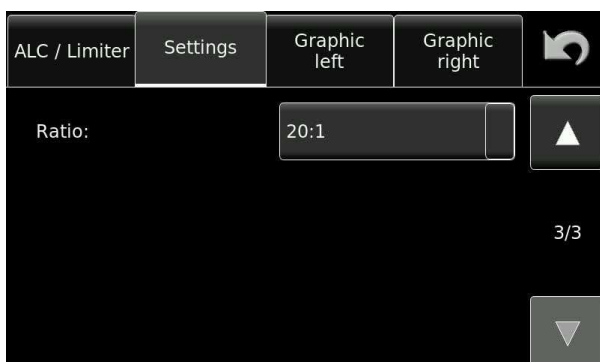 ALC / Limiter
Settings
Graphic
left
Graphic
right
Ratio:
20:1
3/3